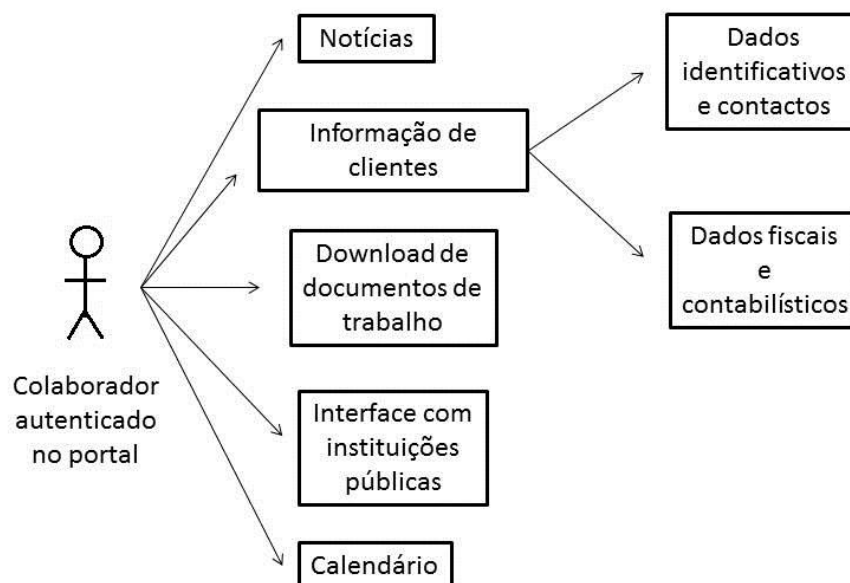 Notícias
Informação de
clientes
Download de
documentos de
trabalho
Interface com
instituições
públicas
Calendário
Colaborador
autenticado
no portal
Dados
identificativos
e contactos
Dados fiscais
e
contabilísticos